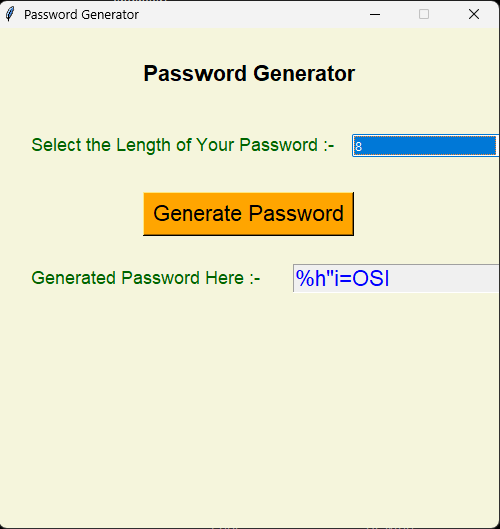 Password Generator
Password Generator
Select the Length of Your Password :- 8
Generate Password
Generated Password Here :- %h"i=OSI